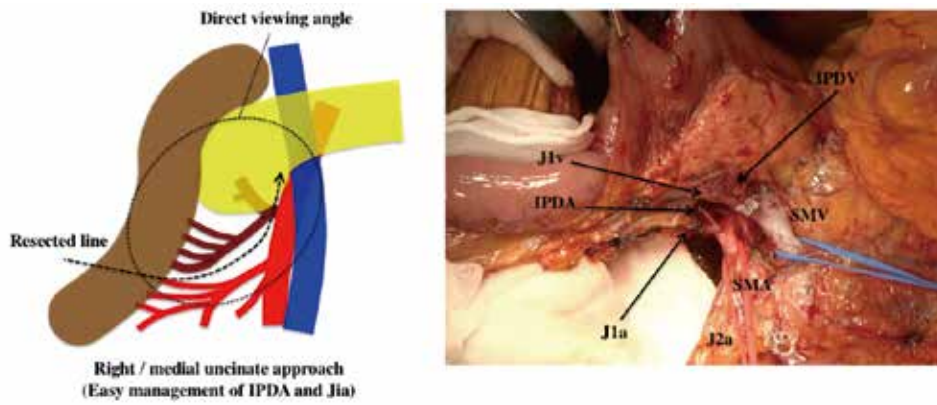 Direct viewing angle
Resected line
Right / medial uncinate approach
(Easy management of IPDA and Jia)
IPDV
J1v
IPDA
SMV
SMA
J1a
J2a